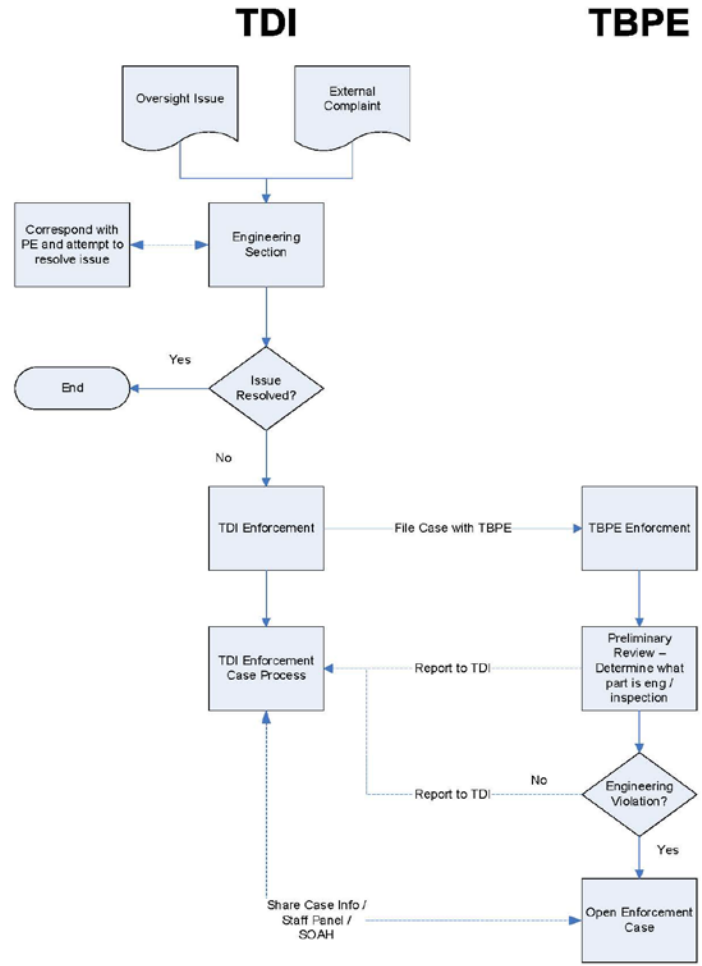 TDI
TBPE
Oversight Issue
External
Complaint
Correspond with
PE and attempt to
resolve issue
Engineering
Section
Yes
End
Issue
Resolved?
No
TDI Enforcement
File Case with TBPE
TBPE Enforcment
TDI Enforcement
Case Process
Report to TDI
Preliminary
Review –
Determine what
part is eng /
inspection
Report to TDI
No
Engineering
Violation?
Yes
Share Case Info /
Staff Panel /
SOAH
Open Enforcement
Case